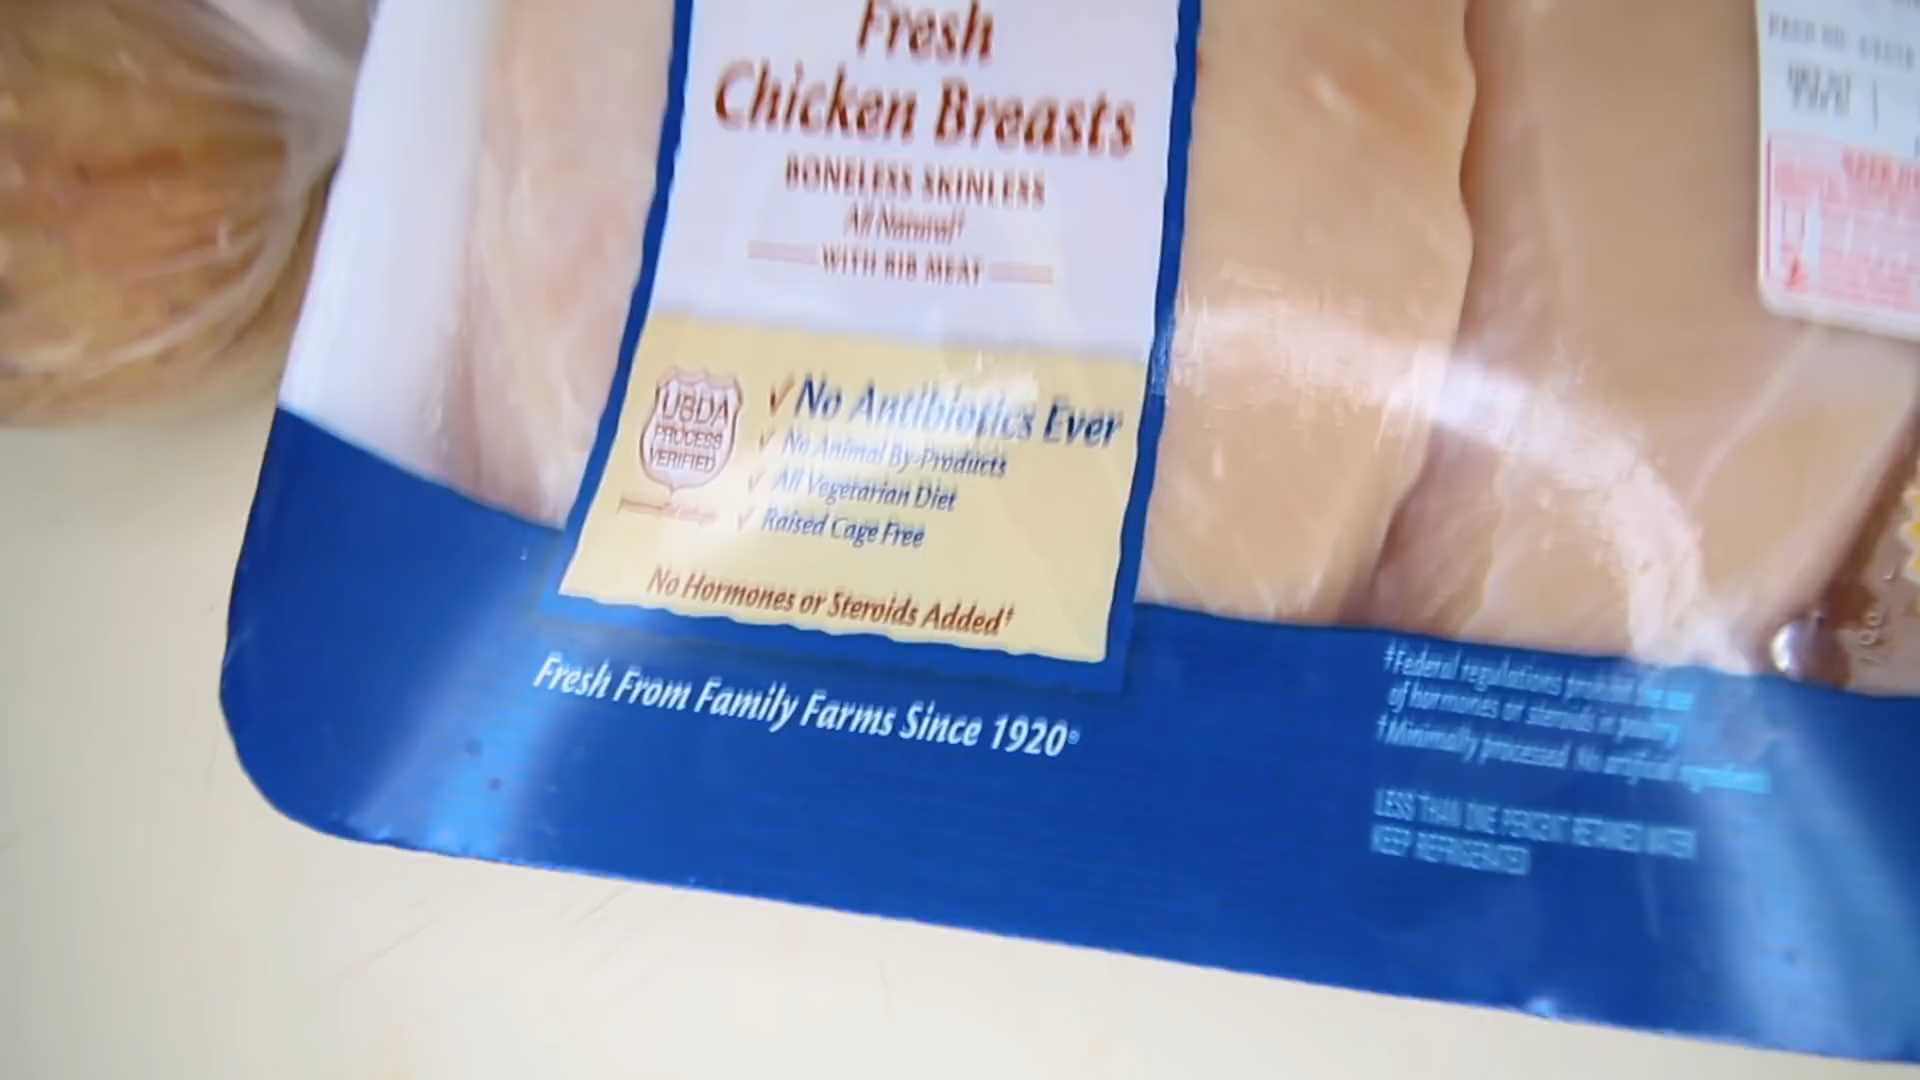 Fresh
Chicken Breasts
BONELESS SKINLESS
All Natural†
WITH RIB MEAT
USDA
PROCESS
VERIFIED
✓ No Antibiotics Ever
✓ No Animal By-Products
✓ All Vegetarian Diet
✓ Raised Cage Free
No Hormones or Steroids Added‡
Fresh From Family Farms Since 1920®
‡Federal regulations prohibit the use
of hormones or steroids in poultry
†Minimally processed. No artificial ingredients
LESS THAN ONE PERCENT RETAINED WATER
KEEP REFRIGERATED